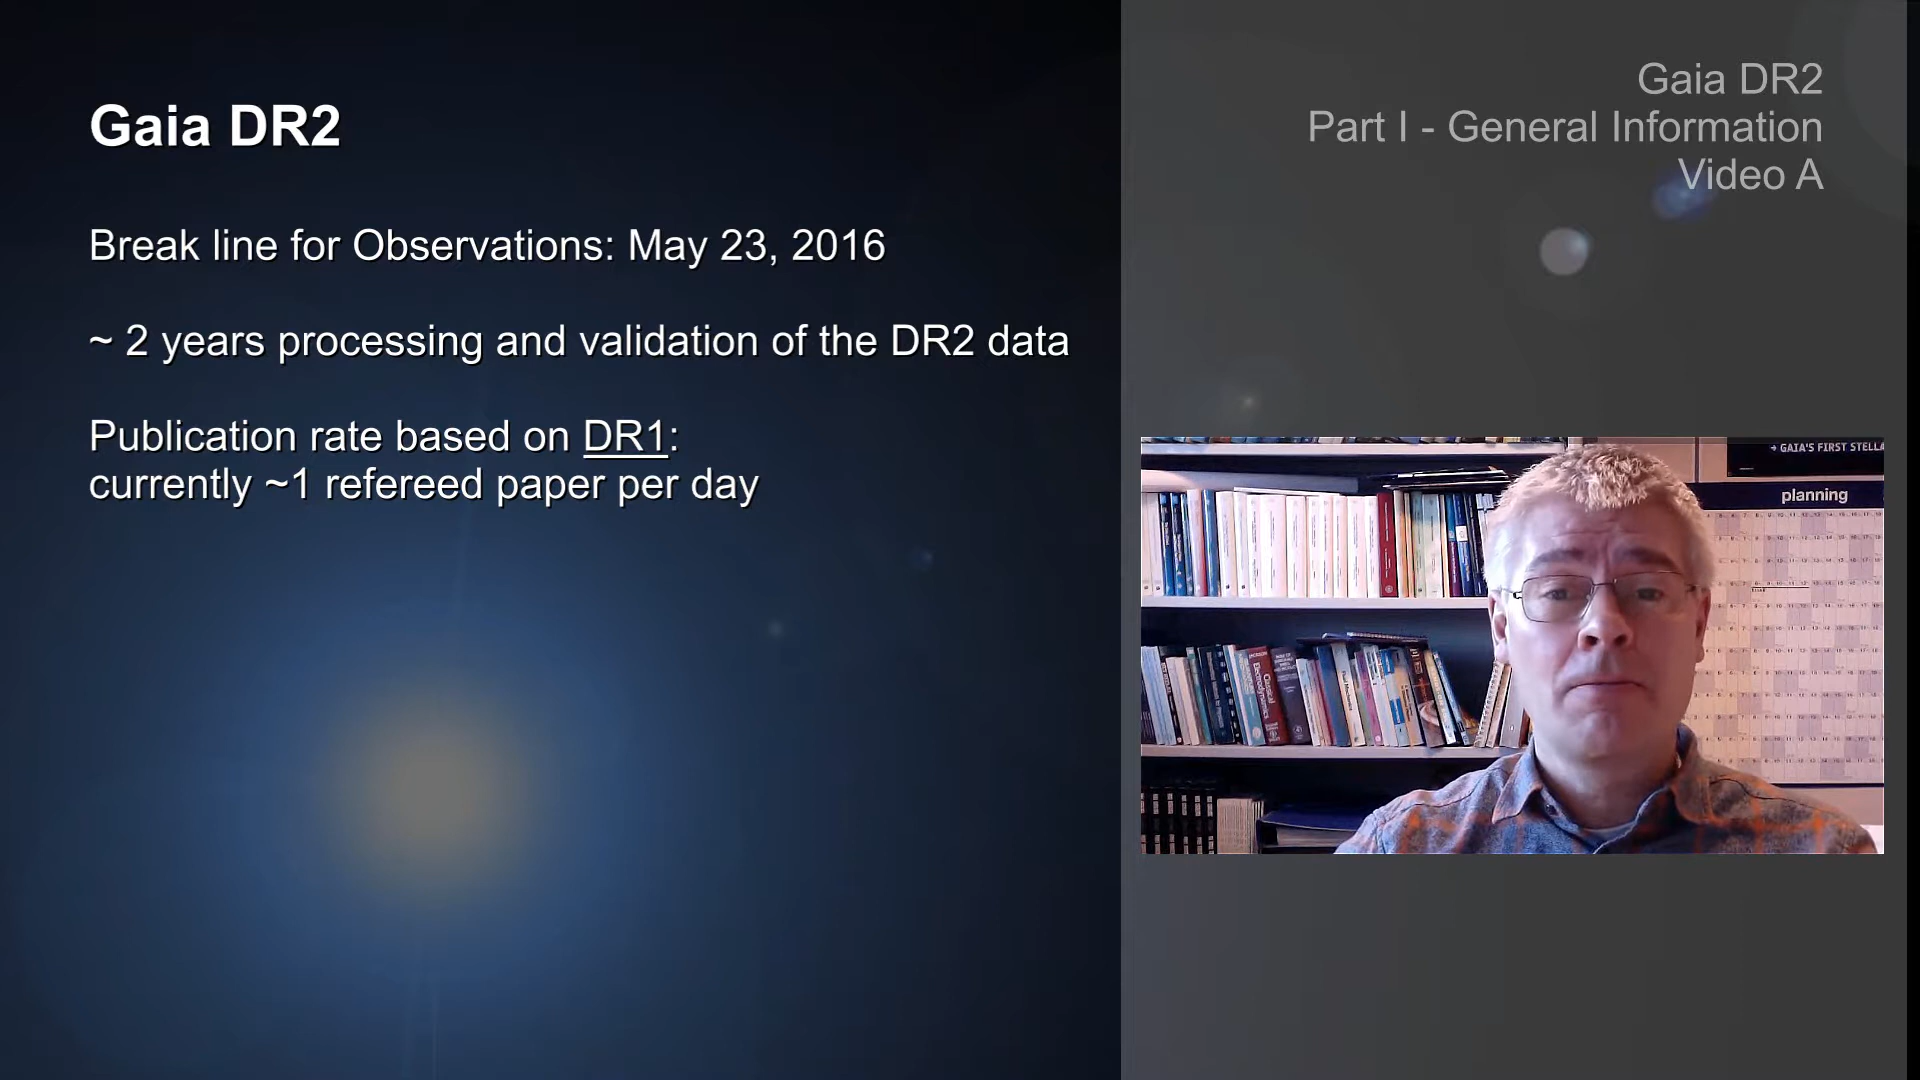 Gaia DR2
Break line for Observations: May 23, 2016
~ 2 years processing and validation of the DR2 data
Publication rate based on DR1:
currently ~1 refereed paper per day
Gaia DR2
Part I - General Information
Video A
GAIA'S FIRST STELLA
planning
Classical
Electrodynamics